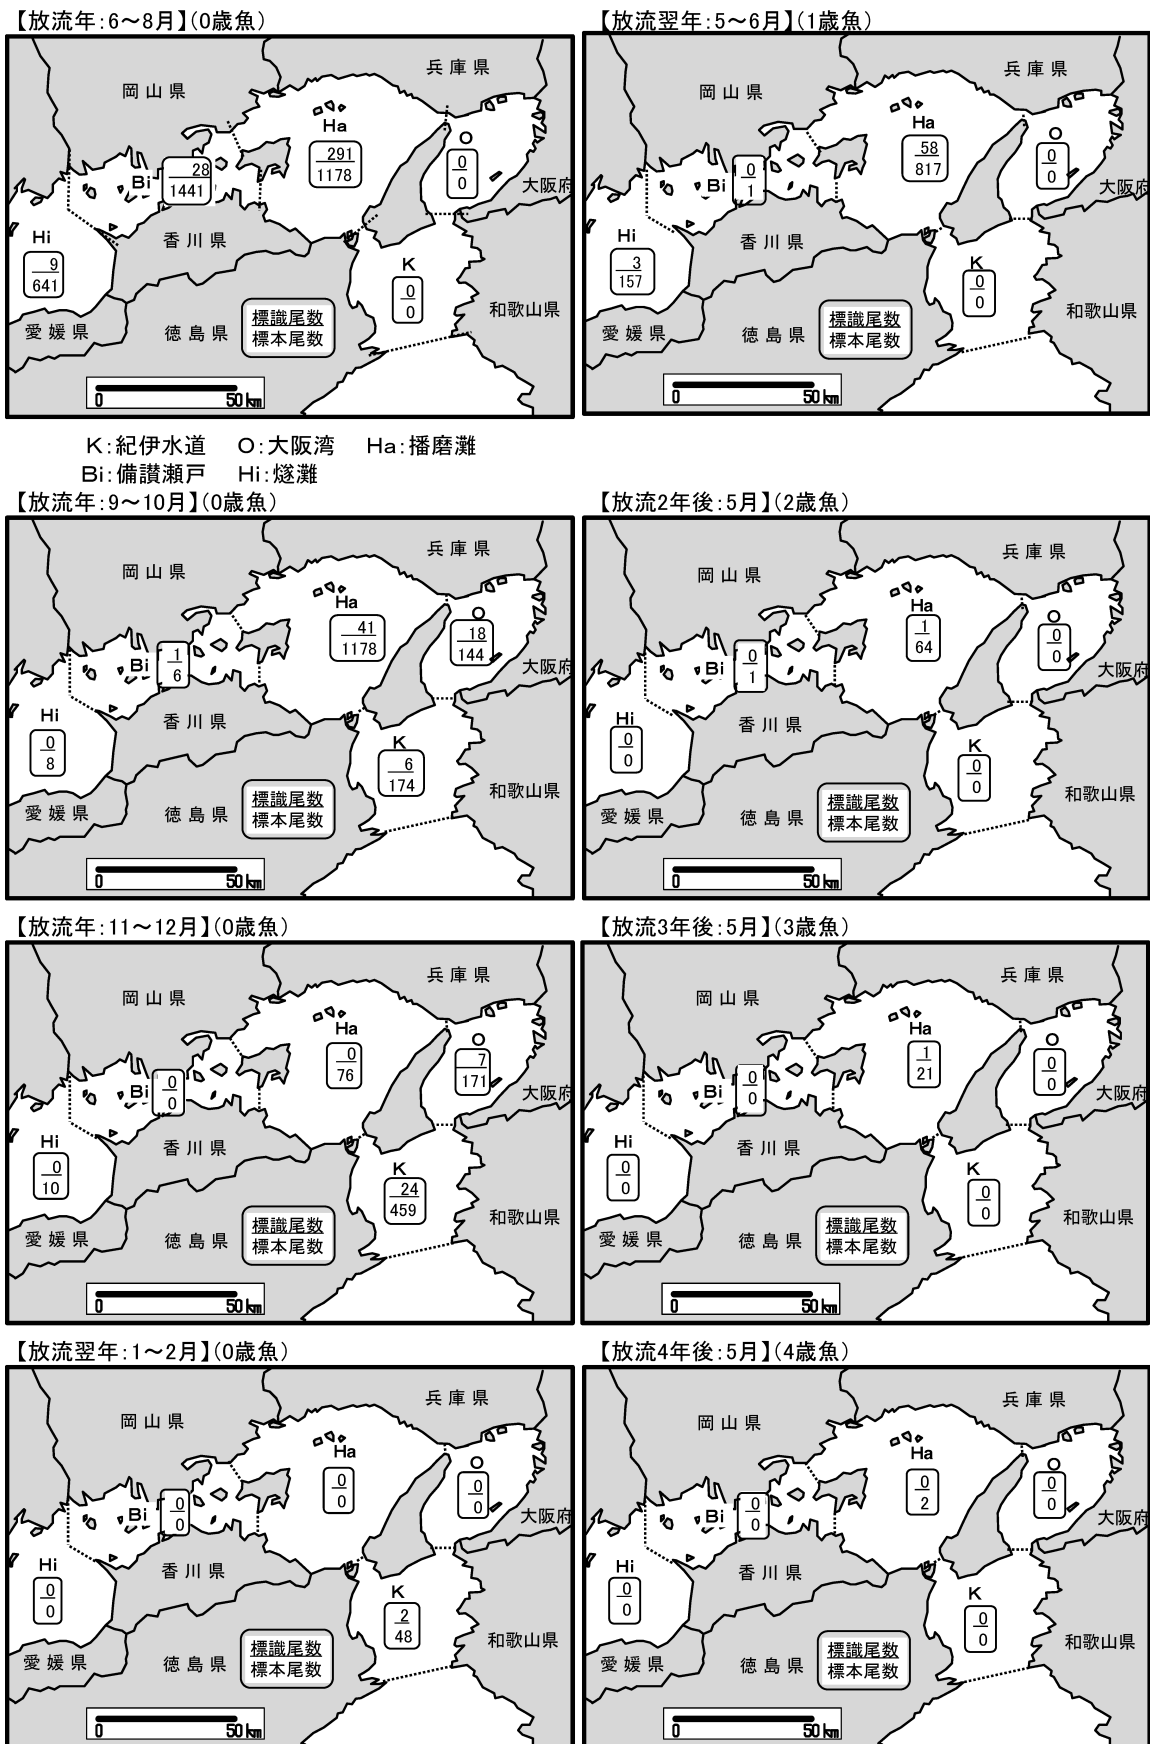 【放流年:6～8月】(0歳魚)
兵庫県
岡山県
Ha
291
1178
O
0
0
大阪府
Bi
28
1441
Hi
9
641
香川県
K
0
0
和歌山県
愛媛県
徳島県
標識尾数
標本尾数
0 50km
【放流翌年:5～6月】(1歳魚)
兵庫県
岡山県
Ha
58
817
O
0
0
大阪府
Bi
0
1
Hi
3
157
香川県
K
0
0
和歌山県
愛媛県
徳島県
標識尾数
標本尾数
0 50km
K:紀伊水道 O:大阪湾 Ha:播磨灘
Bi:備讃瀬戸 Hi:燧灘
【放流年:9～10月】(0歳魚)
兵庫県
岡山県
Ha
41
1178
O
18
144
大阪府
Bi
1
6
Hi
0
8
香川県
K
6
174
和歌山県
愛媛県
徳島県
標識尾数
標本尾数
0 50km
【放流2年後:5月】(2歳魚)
兵庫県
岡山県
Ha
1
64
O
0
0
大阪府
Bi
0
1
Hi
0
0
香川県
K
0
0
和歌山県
愛媛県
徳島県
標識尾数
標本尾数
0 50km
【放流年:11～12月】(0歳魚)
兵庫県
岡山県
Ha
0
76
O
7
171
大阪府
Bi
0
0
Hi
0
10
香川県
K
24
459
和歌山県
愛媛県
徳島県
標識尾数
標本尾数
0 50km
【放流3年後:5月】(3歳魚)
兵庫県
岡山県
Ha
1
21
O
0
0
大阪府
Bi
0
0
Hi
0
0
香川県
K
0
0
和歌山県
愛媛県
徳島県
標識尾数
標本尾数
0 50km
【放流翌年:1～2月】(0歳魚)
兵庫県
岡山県
Ha
0
0
O
0
0
大阪府
Bi
0
0
Hi
0
0
香川県
K
2
48
和歌山県
愛媛県
徳島県
標識尾数
標本尾数
0 50km
【放流4年後:5月】(4歳魚)
兵庫県
岡山県
Ha
0
2
O
0
0
大阪府
Bi
0
0
Hi
0
0
香川県
K
0
0
和歌山県
愛媛県
徳島県
標識尾数
標本尾数
0 50km